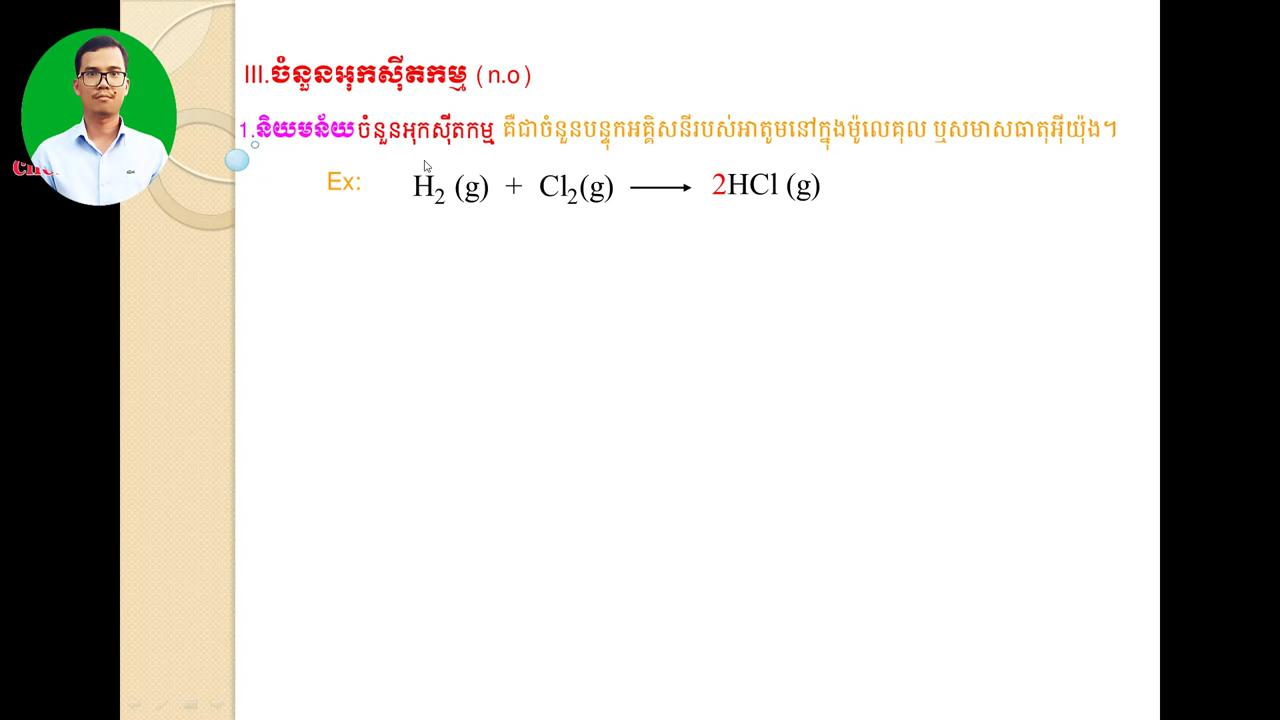 III.ចំនួនអុកស៊ីតកម្ម (n.o)
1.និយមន័យចំនួនអុកស៊ីតកម្ម គឺជាចំនួនបន្ទុកអគ្គិសនីរបស់អាតូមនៅក្នុងម៉ូលេគុល ឬសមាសធាតុអ៊ីយ៉ុង។
Ex: H₂ (g) + Cl₂(g) ⟶ 2HCl (g)